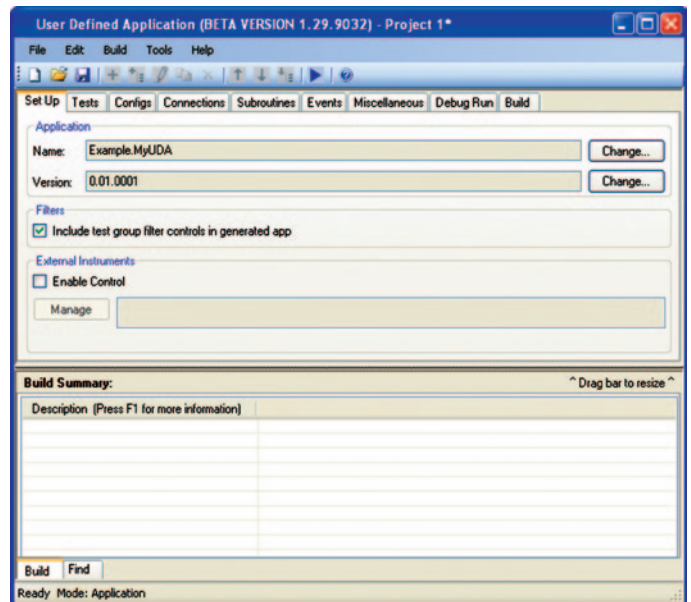 User Defined Application (BETA VERSION 1.29.9032) - Project 1*
File Edit Build Tools Help
Set Up Tests Configs Connections Subroutines Events Miscellaneous Debug Run Build
Application
Name: Example.MyUDA Change...
Version: 0.01.0001 Change...
Filters
Include test group filter controls in generated app
External Instruments
Enable Control
Manage
Build Summary: ^ Drag bar to resize ^
Description (Press F1 for more information)
Build Find
Ready Mode: Application